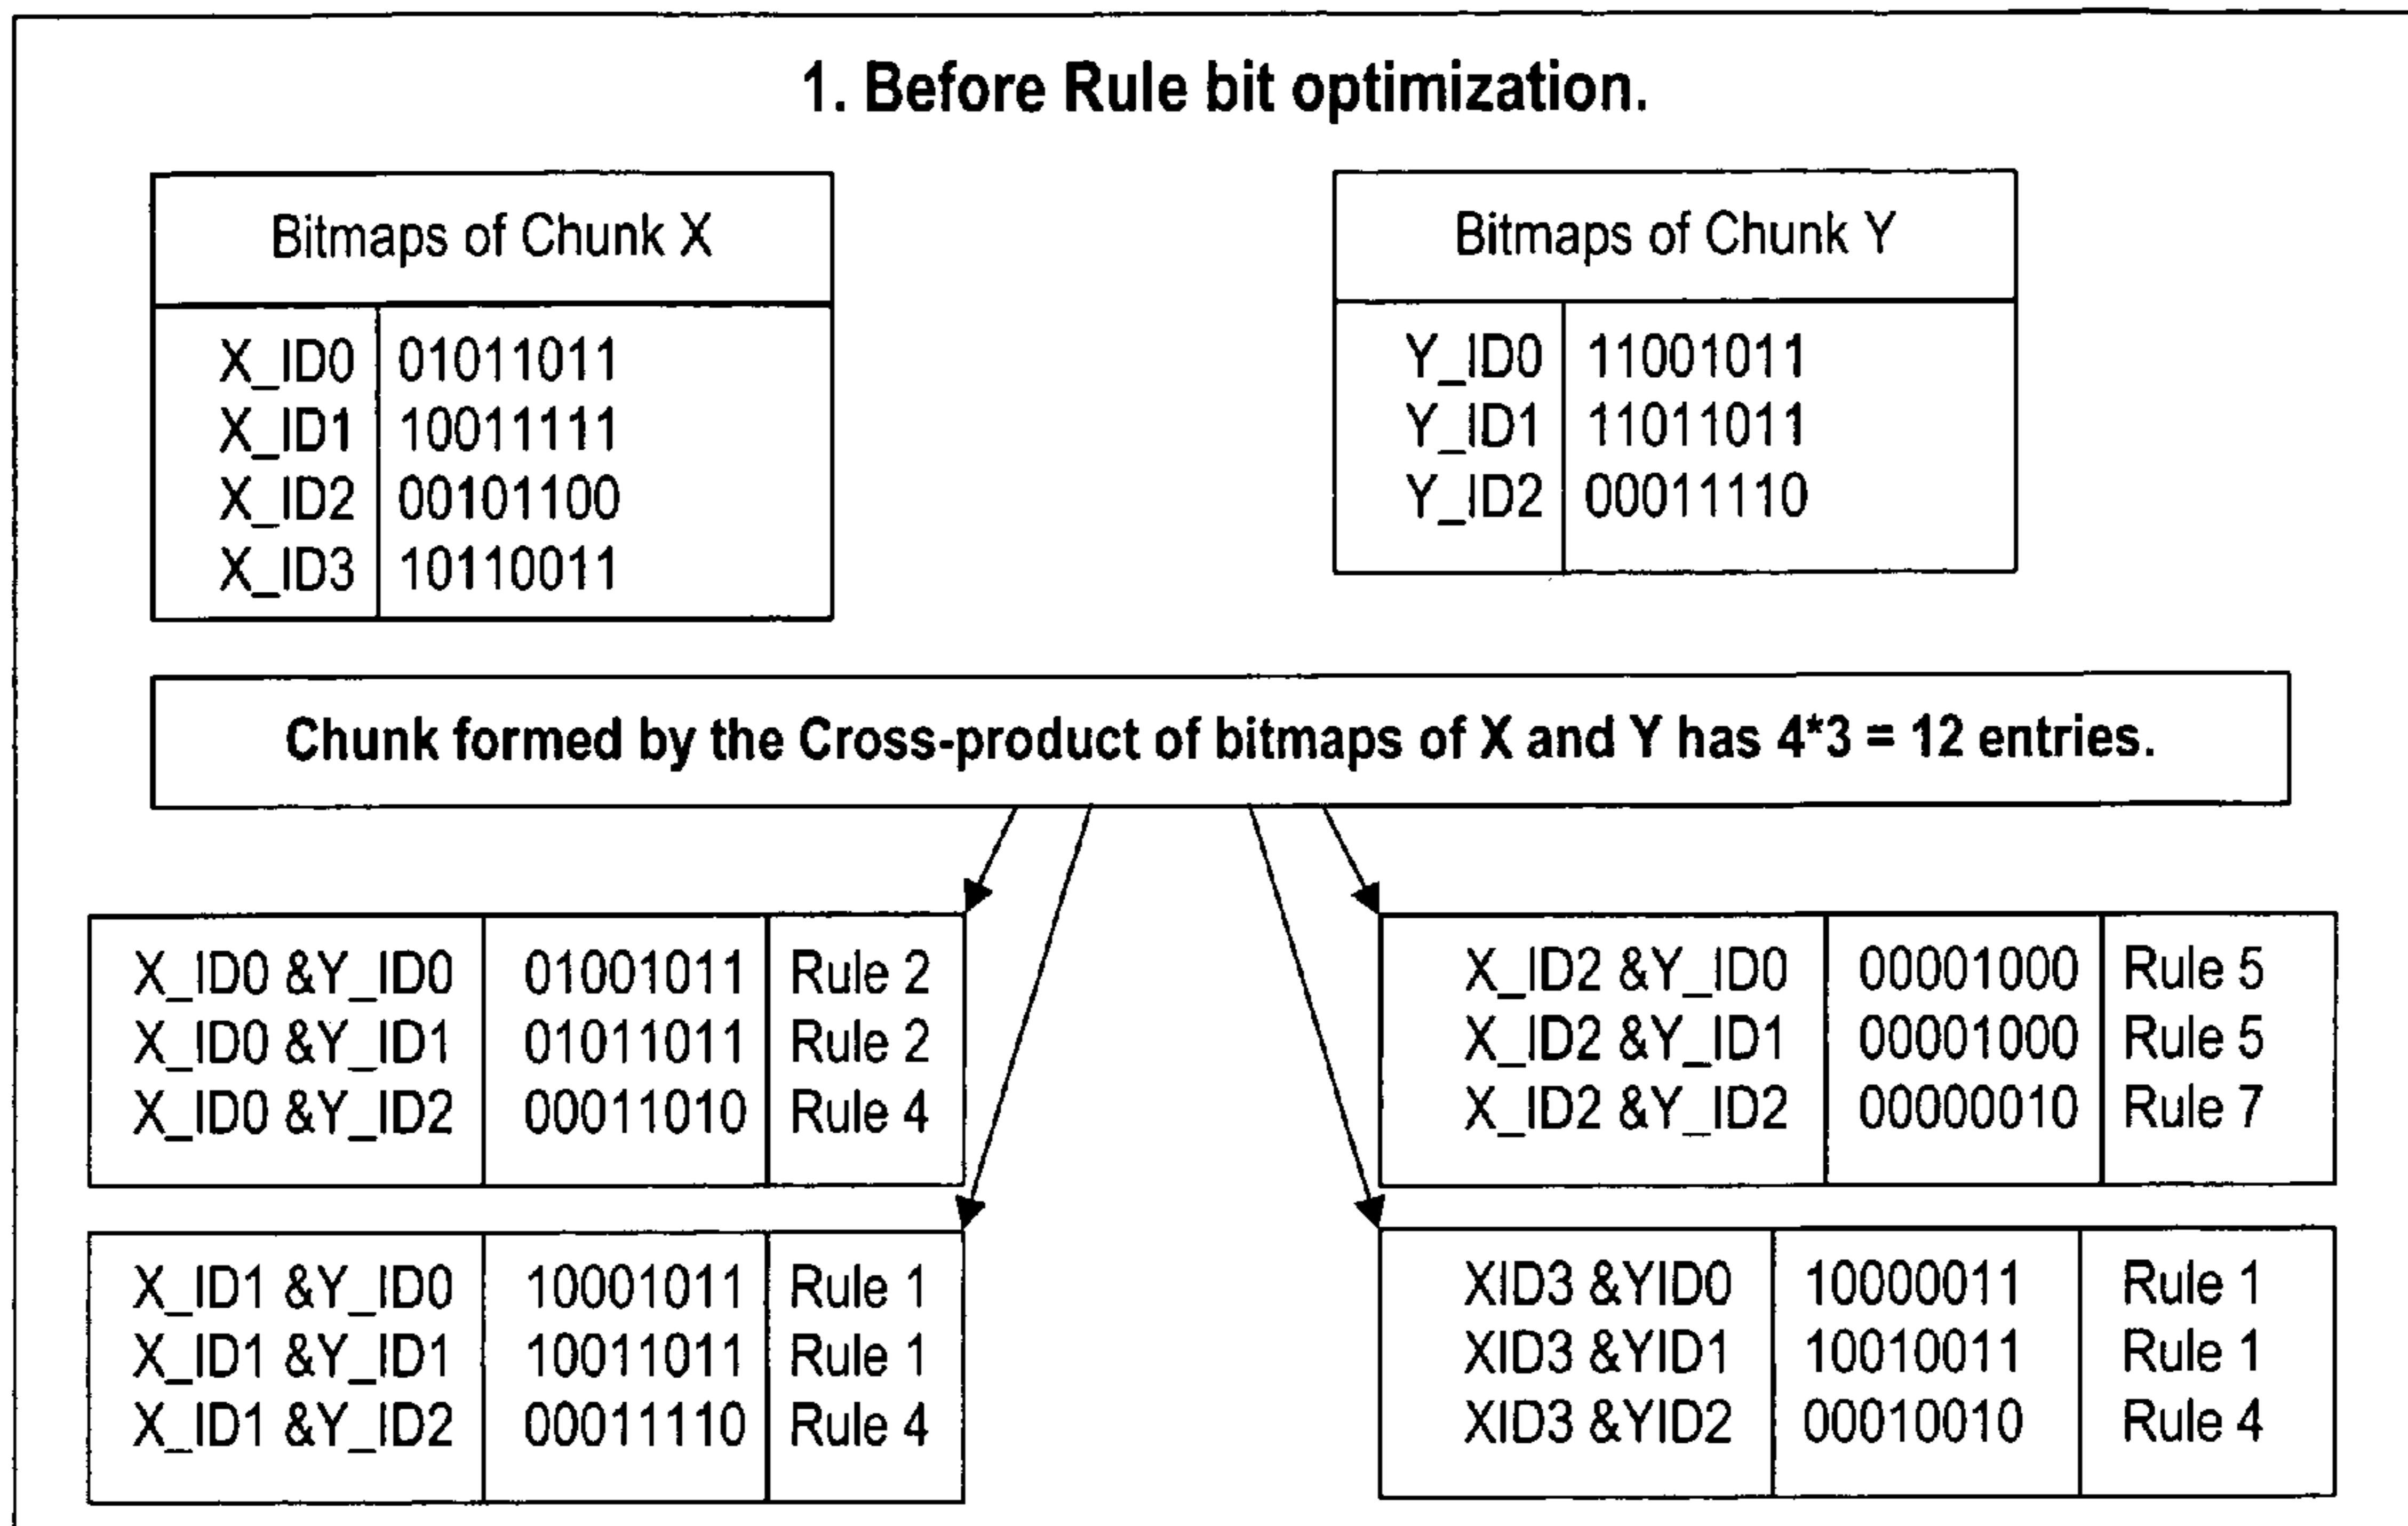 1. Before Rule bit optimization.
Bitmaps of Chunk X
X_ID0 01011011
X_ID1 10011111
X_ID2 00101100
X_ID3 10110011
Bitmaps of Chunk Y
Y_ID0 11001011
Y_ID1 11011011
Y_ID2 00011110
Chunk formed by the Cross-product of bitmaps of X and Y has 4*3 = 12 entries.
X_ID0 &Y_ID0 01001011 Rule 2
X_ID0 &Y_ID1 01011011 Rule 2
X_ID0 &Y_ID2 00011010 Rule 4
X_ID2 &Y_ID0 00001000 Rule 5
X_ID2 &Y_ID1 00001000 Rule 5
X_ID2 &Y_ID2 00000010 Rule 7
X_ID1 &Y_ID0 10001011 Rule 1
X_ID1 &Y_ID1 10011011 Rule 1
X_ID1 &Y_ID2 00011110 Rule 4
XID3 &YID0 10000011 Rule 1
XID3 &YID1 10010011 Rule 1
XID3 &YID2 00010010 Rule 4